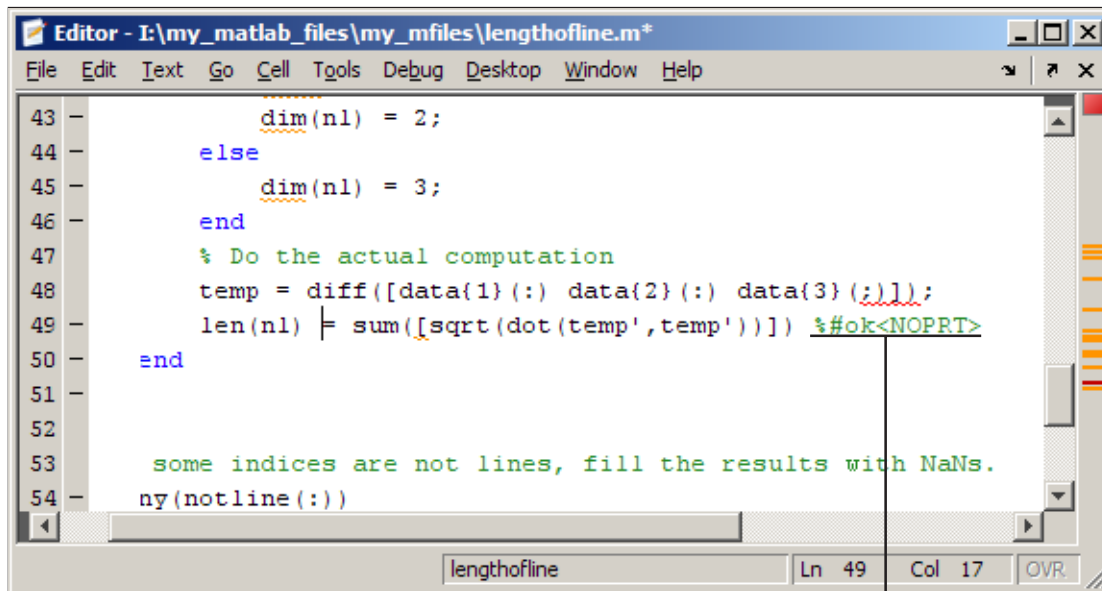 Editor - I:\my_matlab_files\my_mfiles\lengthofline.m*
File Edit Text Go Cell Tools Debug Desktop Window Help
43 - dim(nl) = 2;
44 - else
45 - dim(nl) = 3;
46 - end
47 % Do the actual computation
48 temp = diff([data{1}(:) data{2}(:) data{3}(;)]);
49 - len(nl) = sum([sqrt(dot(temp',temp'))]) %#ok<NOPRT>
50 - end
51 -
52
53 some indices are not lines, fill the results with NaNs.
54 - ny(notline(:))
lengthofline Ln 49 Col 17 OVR